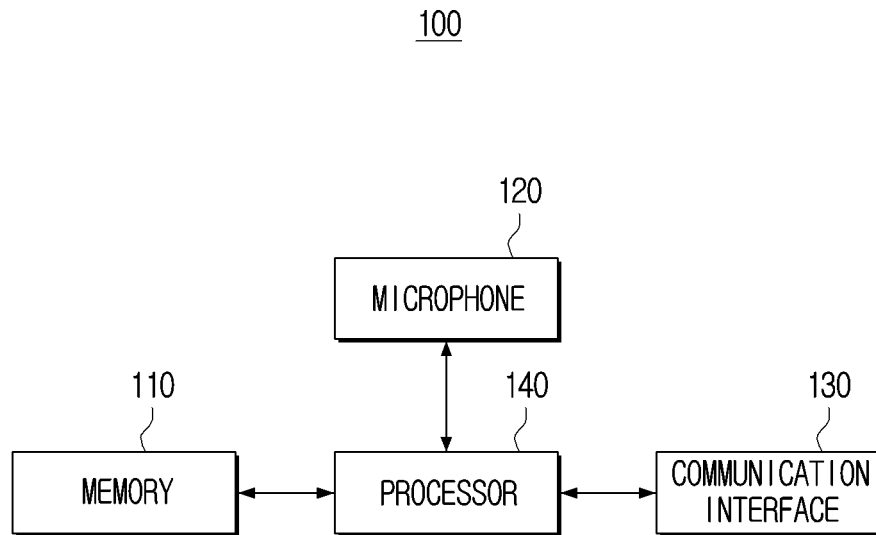 100
120
MICROPHONE
110
140
130
MEMORY
PROCESSOR
COMMUNICATION
INTERFACE